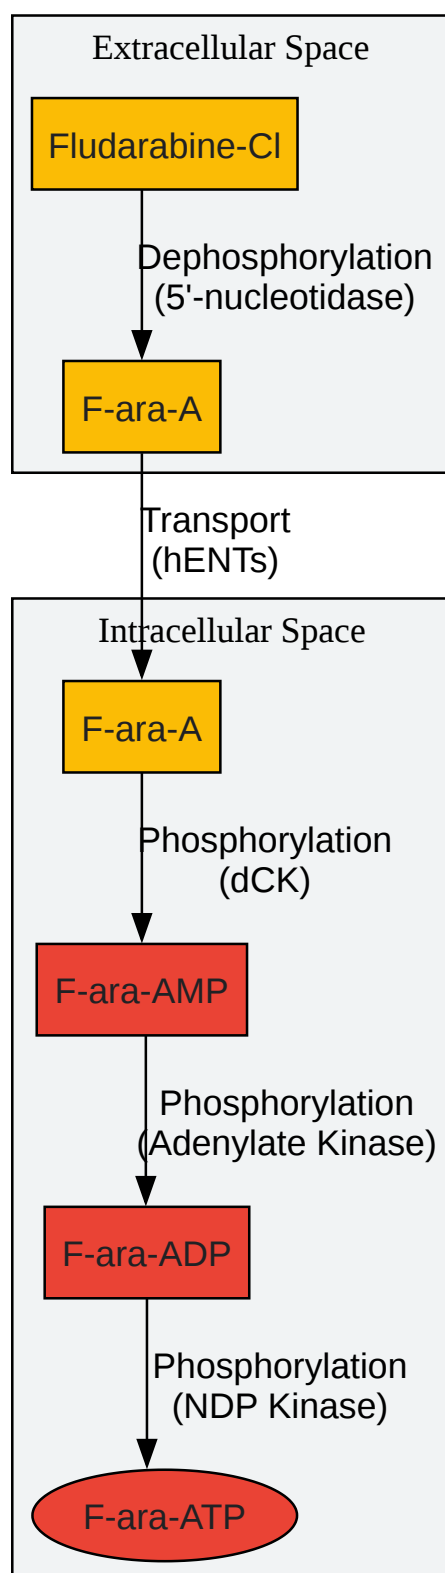 Extracellular Space
Fludarabine-Cl
Dephosphorylation
(5'-nucleotidase)
F-ara-A
Transport
(hENTs)
Intracellular Space
F-ara-A
Phosphorylation
(dCK)
F-ara-AMP
Phosphorylation
(Adenylate Kinase)
F-ara-ADP
Phosphorylation
(NDP Kinase)
F-ara-ATP